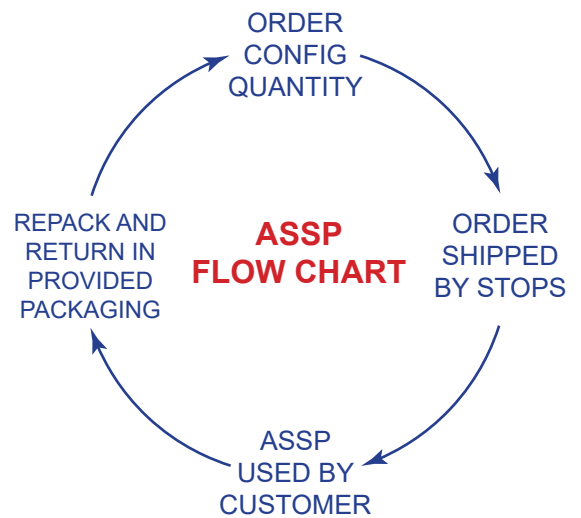 ORDER
CONFIG
QUANTITY
ORDER
SHIPPED
BY STOPS
ASSP
USED BY
CUSTOMER
REPACK AND
RETURN IN
PROVIDED
PACKAGING
ASSP
FLOW CHART